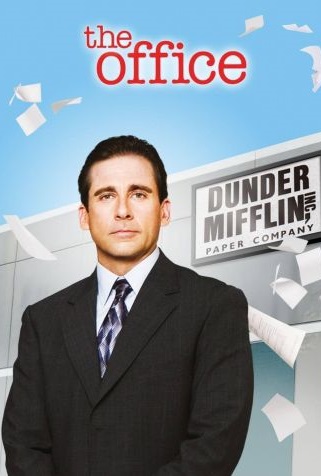 the
office
DUNDER
MIFFLIN INC.
PAPER COMPANY